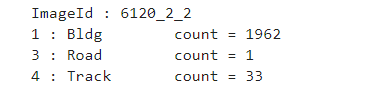 ImageId : 6120_2_2
1 : Bldg count = 1962
3 : Road count = 1
4 : Track count = 33